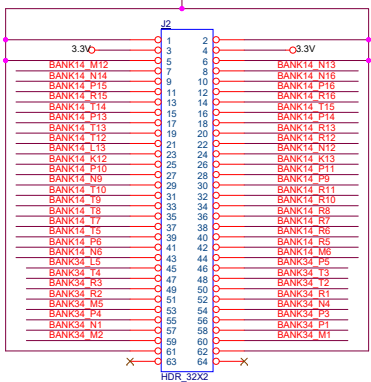 J2
1 2
3.3V 3 4 3.3V
5 6
BANK14_M12 7 8 BANK14_N13
BANK14_N14 9 10 BANK14_N16
BANK14_P15 11 12 BANK14_P16
BANK14_R15 13 14 BANK14_R16
BANK14_T14 15 16 BANK14_T15
BANK14_P13 17 18 BANK14_P14
BANK14_T13 19 20 BANK14_R13
BANK14_T12 21 22 BANK14_R12
BANK14_L13 23 24 BANK14_N12
BANK14_K12 25 26 BANK14_K13
BANK14_P10 27 28 BANK14_P11
BANK14_N9 29 30 BANK14_P9
BANK14_T10 31 32 BANK14_R11
BANK14_T9 33 34 BANK14_R10
BANK14_T8 35 36 BANK14_R8
BANK14_T7 37 38 BANK14_R7
BANK14_T5 39 40 BANK14_R6
BANK14_P6 41 42 BANK14_R5
BANK14_N6 43 44 BANK14_M6
BANK34_L5 45 46 BANK34_P5
BANK34_T4 47 48 BANK34_T3
BANK34_R3 49 50 BANK34_T2
BANK34_R2 51 52 BANK34_R1
BANK34_M5 53 54 BANK34_N4
BANK34_P4 55 56 BANK34_P3
BANK34_N1 57 58 BANK34_P1
BANK34_M2 59 60 BANK34_M1
61 62
63 64
HDR_32X2